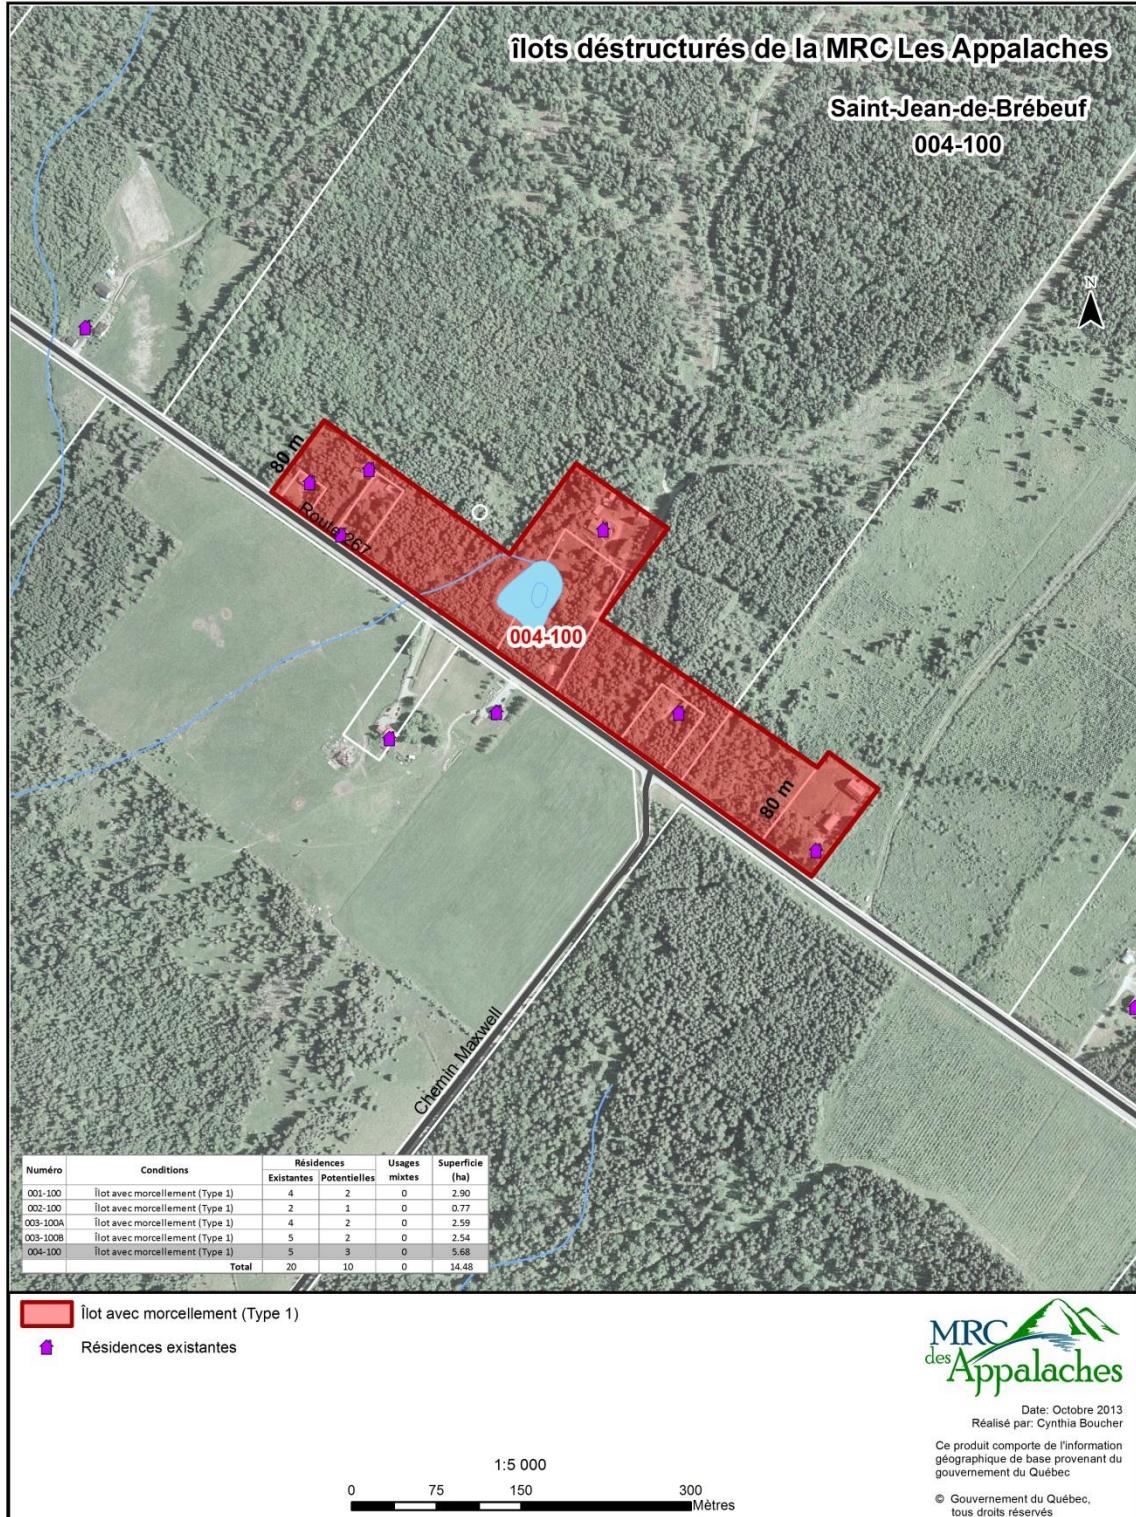 îlots déstructurés de la MRC Les Appalaches
Saint-Jean-de-Brébeuf
004-100
N
80 m
Route 267
004-100
80 m
Chemin Maxwell
Numéro Conditions Résidences Usages mixtes Superficie (ha)
Existantes Potentielles
001-100 Îlot avec morcellement (Type 1) 4 2 0 2.90
002-100 Îlot avec morcellement (Type 1) 2 1 0 0.77
003-100A Îlot avec morcellement (Type 1) 4 2 0 2.59
003-100B Îlot avec morcellement (Type 1) 5 2 0 2.54
004-100 Îlot avec morcellement (Type 1) 5 3 0 5.68
Total 20 10 0 14.48
Îlot avec morcellement (Type 1)
Résidences existantes
MRC
des Appalaches
Date: Octobre 2013
Réalisé par: Cynthia Boucher
Ce produit comporte de l'information
géographique de base provenant du
gouvernement du Québec
© Gouvernement du Québec,
tous droits réservés
1:5 000
0 75 150 300
Mètres